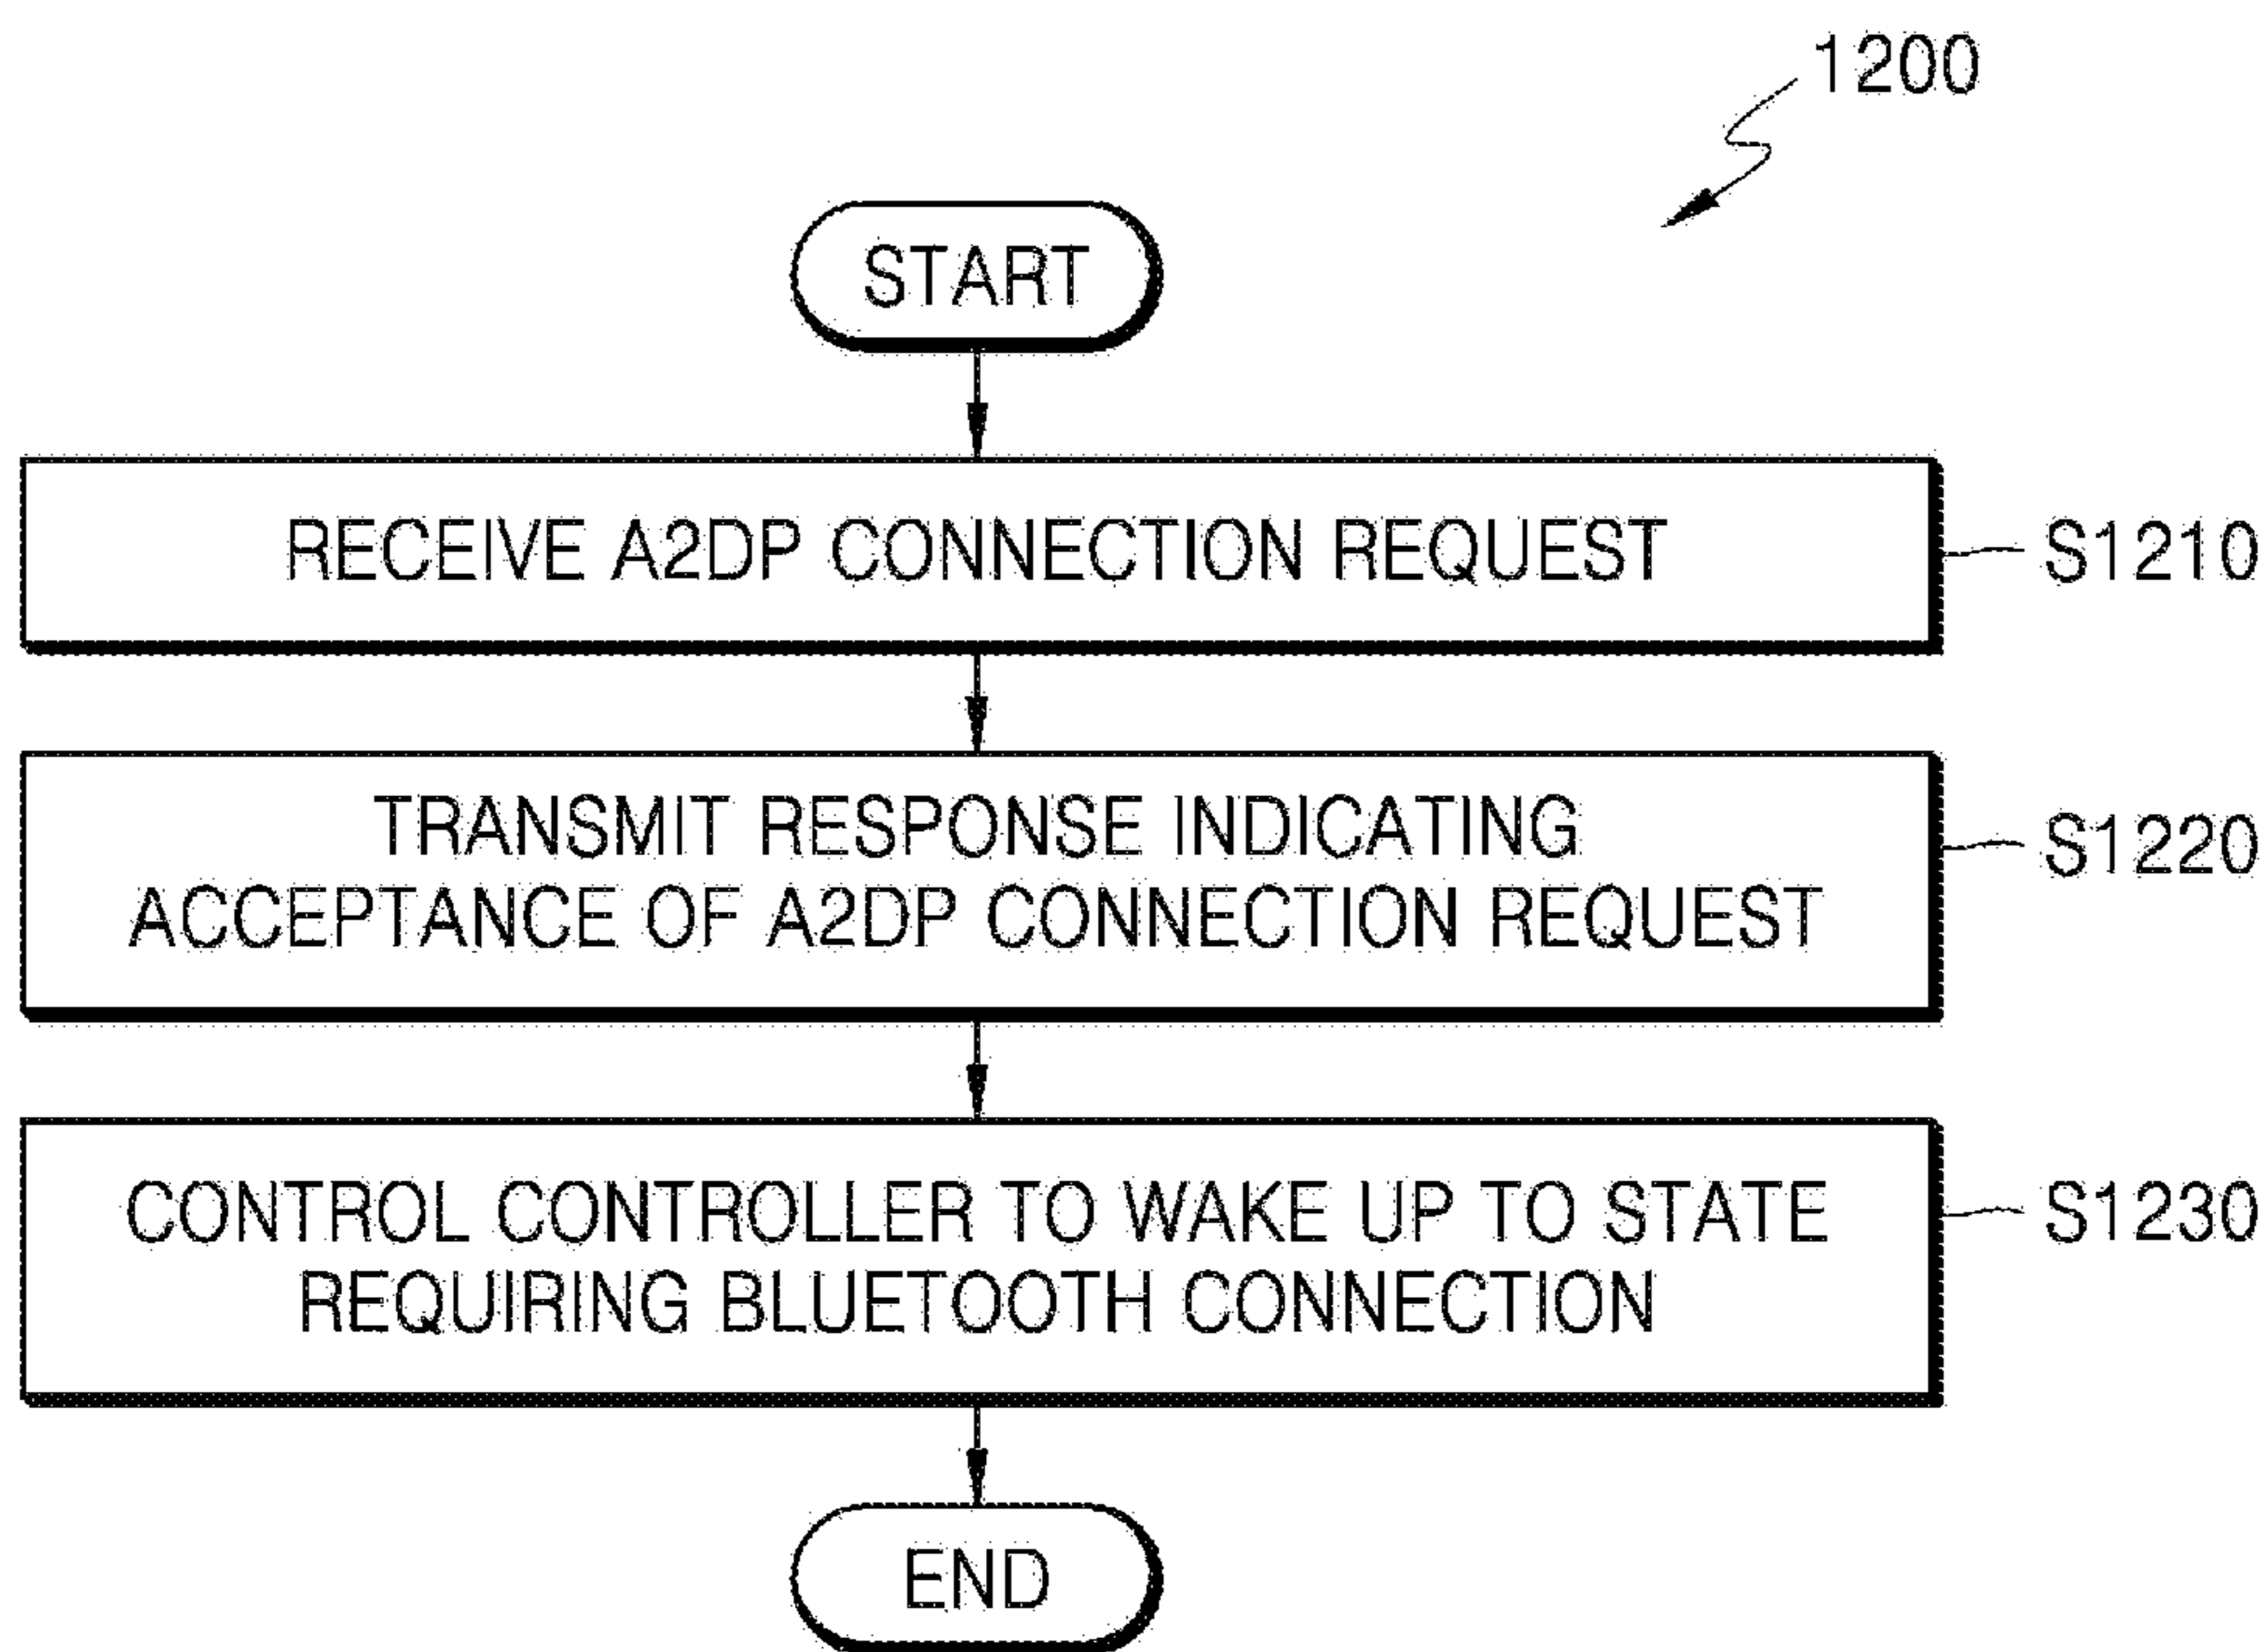 1200
START
RECEIVE A2DP CONNECTION REQUEST
S1210
TRANSMIT RESPONSE INDICATING
ACCEPTANCE OF A2DP CONNECTION REQUEST
S1220
CONTROL CONTROLLER TO WAKE UP TO STATE
REQUIRING BLUETOOTH CONNECTION
S1230
END